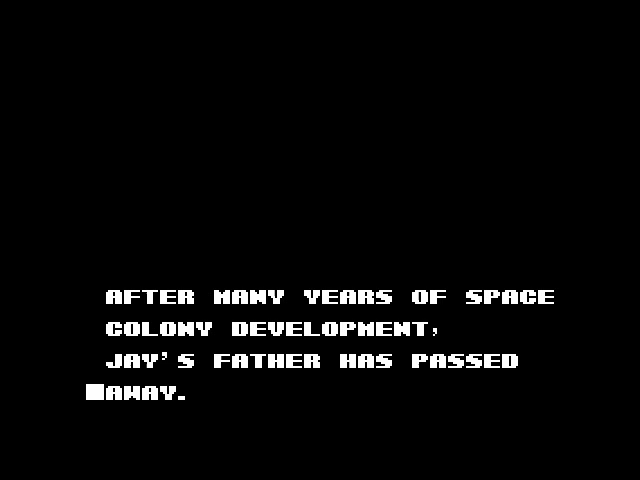 AFTER MANY YEARS OF SPACE
COLONY DEVELOPMENT,
JAY'S FATHER HAS PASSED
AWAY.